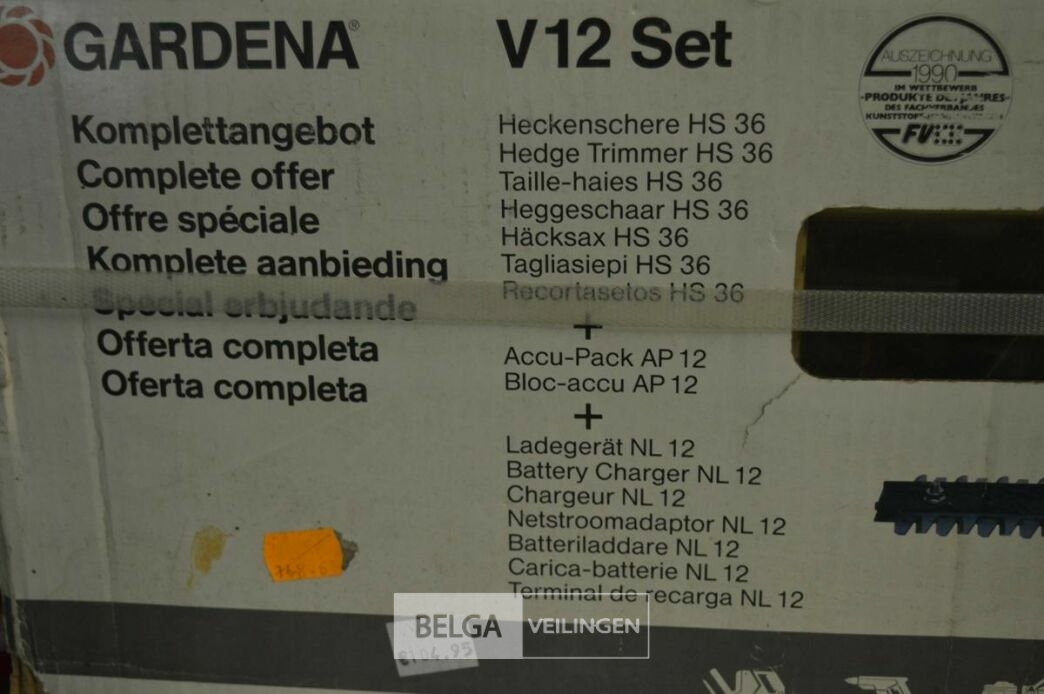 GARDENA®
V12 Set
Komplettangebot
Complete offer
Offre spéciale
Komplete aanbieding
Special erbjudande
Offerta completa
Oferta completa
Heckenschere HS 36
Hedge Trimmer HS 36
Taille-haies HS 36
Heggeschaar HS 36
Häcksax HS 36
Tagliasiepi HS 36
Recortasetos HS 36
+
Accu-Pack AP 12
Bloc-accu AP 12
+
Ladegerät NL 12
Battery Charger NL 12
Chargeur NL 12
Netstroomadaptor NL 12
Batteriladdare NL 12
Carica-batterie NL 12
Terminal de recarga NL 12
AUSZEICHNUNG
1990
IM WETTBEWERB
PRODUKTE DES JAHRES
DES FACHVERBANDES
BELGA VEILINGEN
€104.95